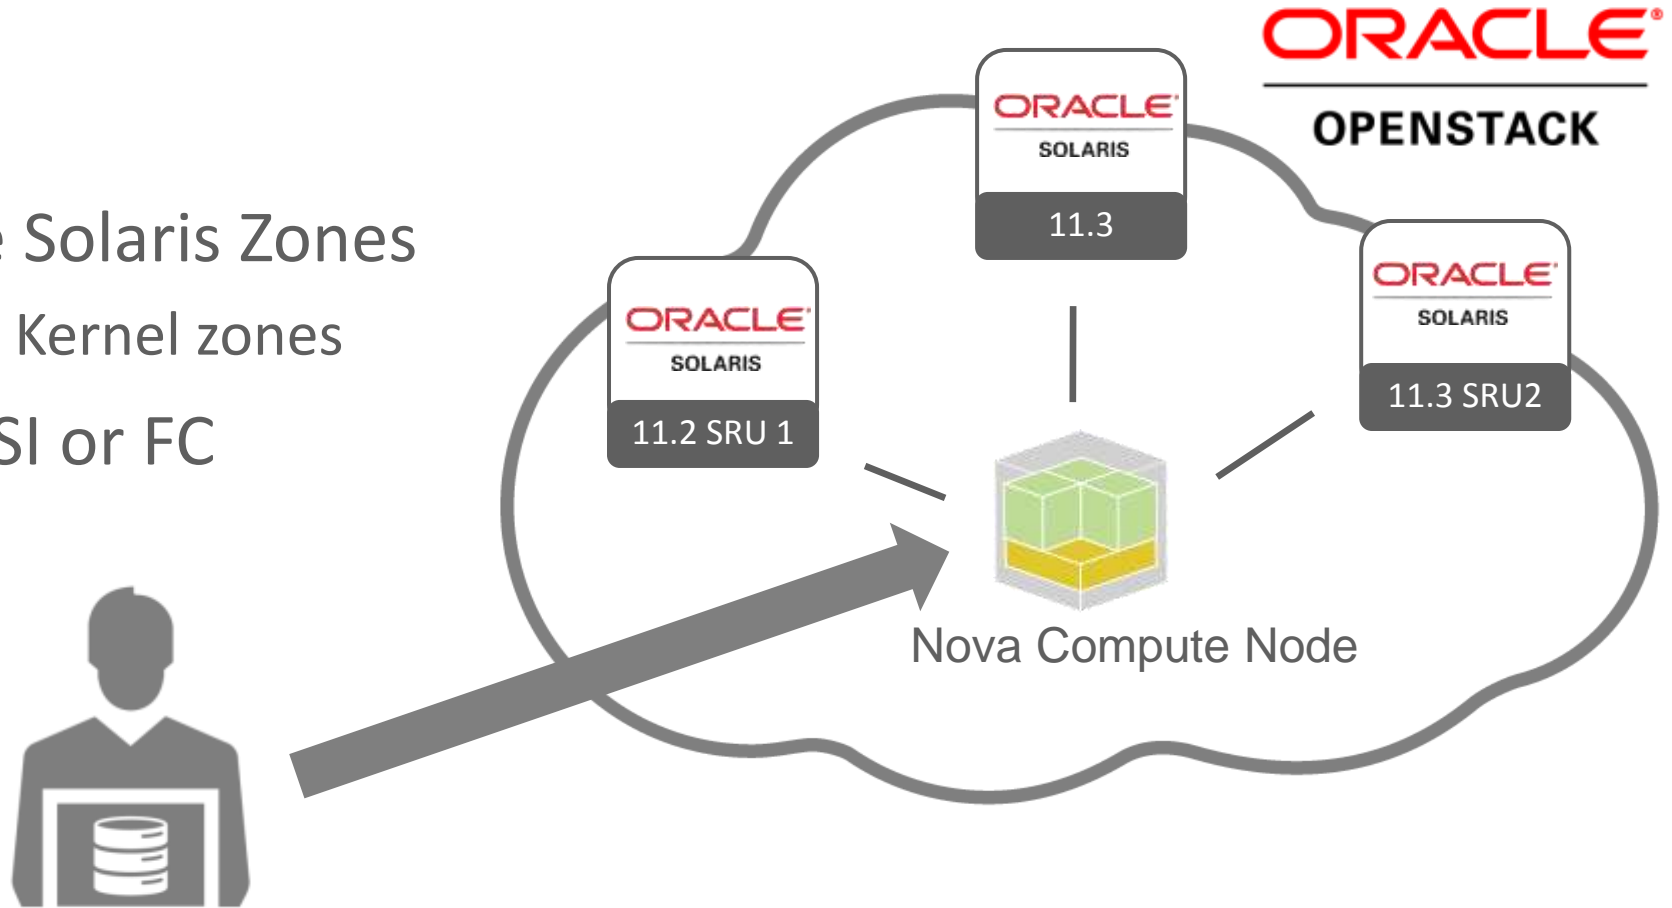 ORACLE®
OPENSTACK
ORACLE®
SOLARIS
11.3
e Solaris Zones
Kernel zones
SI or FC
ORACLE®
SOLARIS
11.2 SRU 1
ORACLE®
SOLARIS
11.3 SRU2
Nova Compute Node